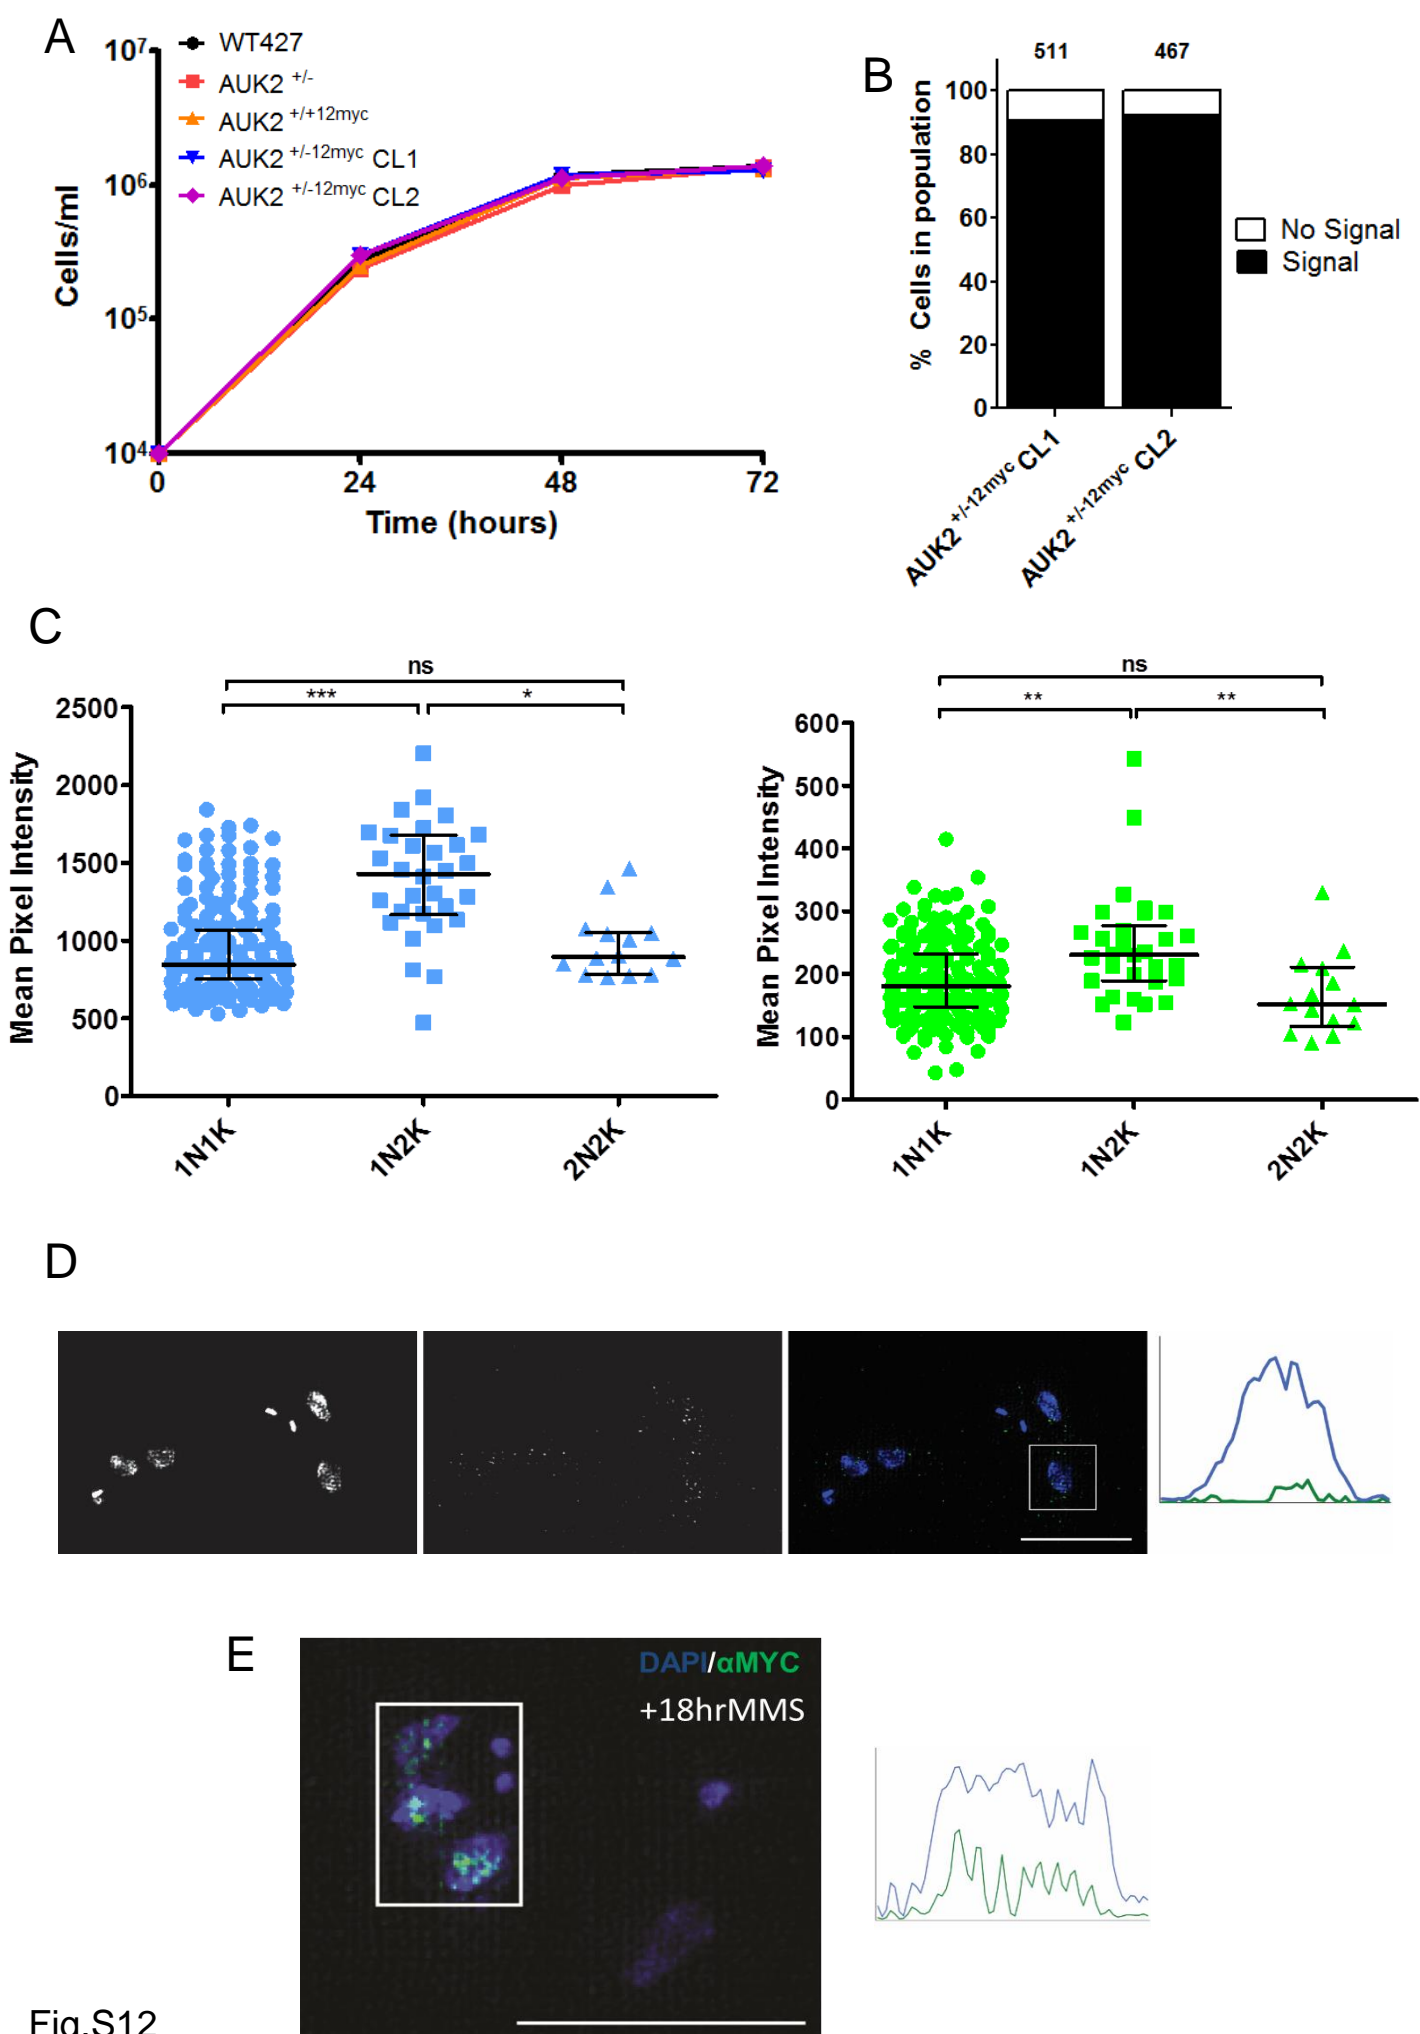 A
10⁷
10⁶
10⁵
10⁴
Cells/ml
WT427
AUK2 +/-
AUK2 +/+12myc
AUK2 +/-12myc CL1
AUK2 +/-12myc CL2
0 24 48 72
Time (hours)
B
511 467
% Cells in population
100
80
60
40
20
0
No Signal
Signal
AUK2 +/-12myc CL1
AUK2 +/-12myc CL2
C
ns
*** *
Mean Pixel Intensity
2500
2000
1500
1000
500
0
1N1K 1N2K 2N2K
ns
** **
Mean Pixel Intensity
600
500
400
300
200
100
0
1N1K 1N2K 2N2K
D
E
DAPI/αMYC
+18hrMMS
Fig.S12